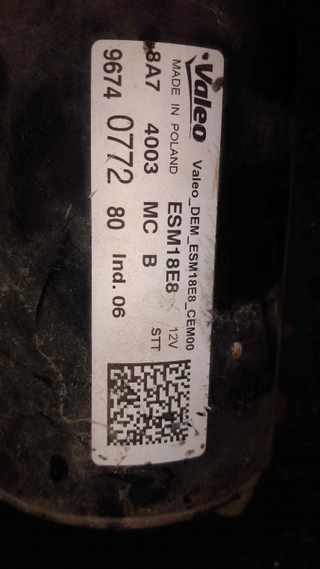 Valeo
Valeo_DEM_ESM18E8_CEM00
MADE IN POLAND
ESM18E8
12V
STT
8A7 4003 MC B
9674 0772 80 Ind. 06